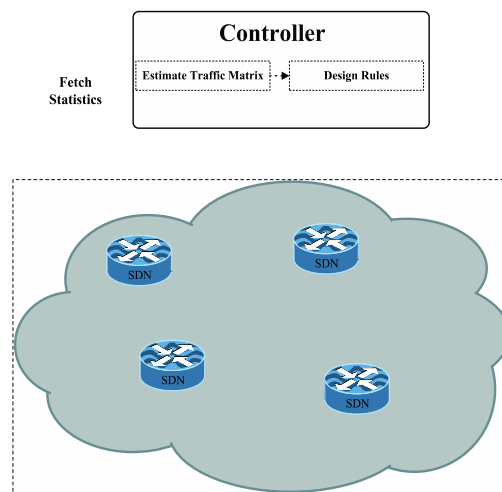 Controller
Estimate Traffic Matrix
Design Rules
Fetch
Statistics
SDN
SDN
SDN
SDN